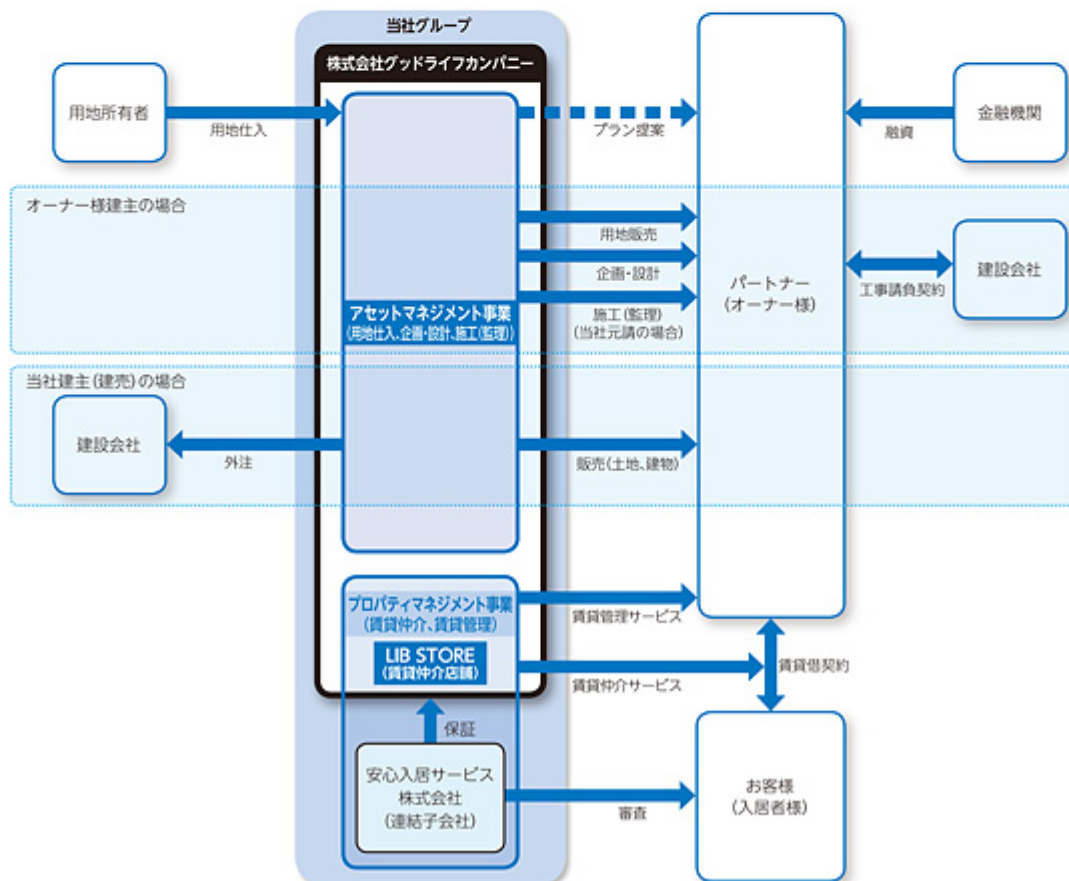 当社グループ
株式会社グッドライフカンパニー
用地所有者
用地仕入
プラン提案
融資
金融機関
オーナー様建主の場合
用地販売
企画・設計
施工(監理)
(当社元請の場合)
アセットマネジメント事業
(用地仕入、企画・設計、施工(監理))
パートナー
(オーナー様)
工事請負契約
建設会社
当社建主(建売)の場合
建設会社
外注
販売(土地、建物)
プロパティマネジメント事業
(賃貸仲介、賃貸管理)
LIB STORE
(賃貸仲介店舗)
賃貸管理サービス
賃貸仲介サービス
賃貸借契約
保証
安心入居サービス
株式会社
(連結子会社)
審査
お客様
(入居者様)